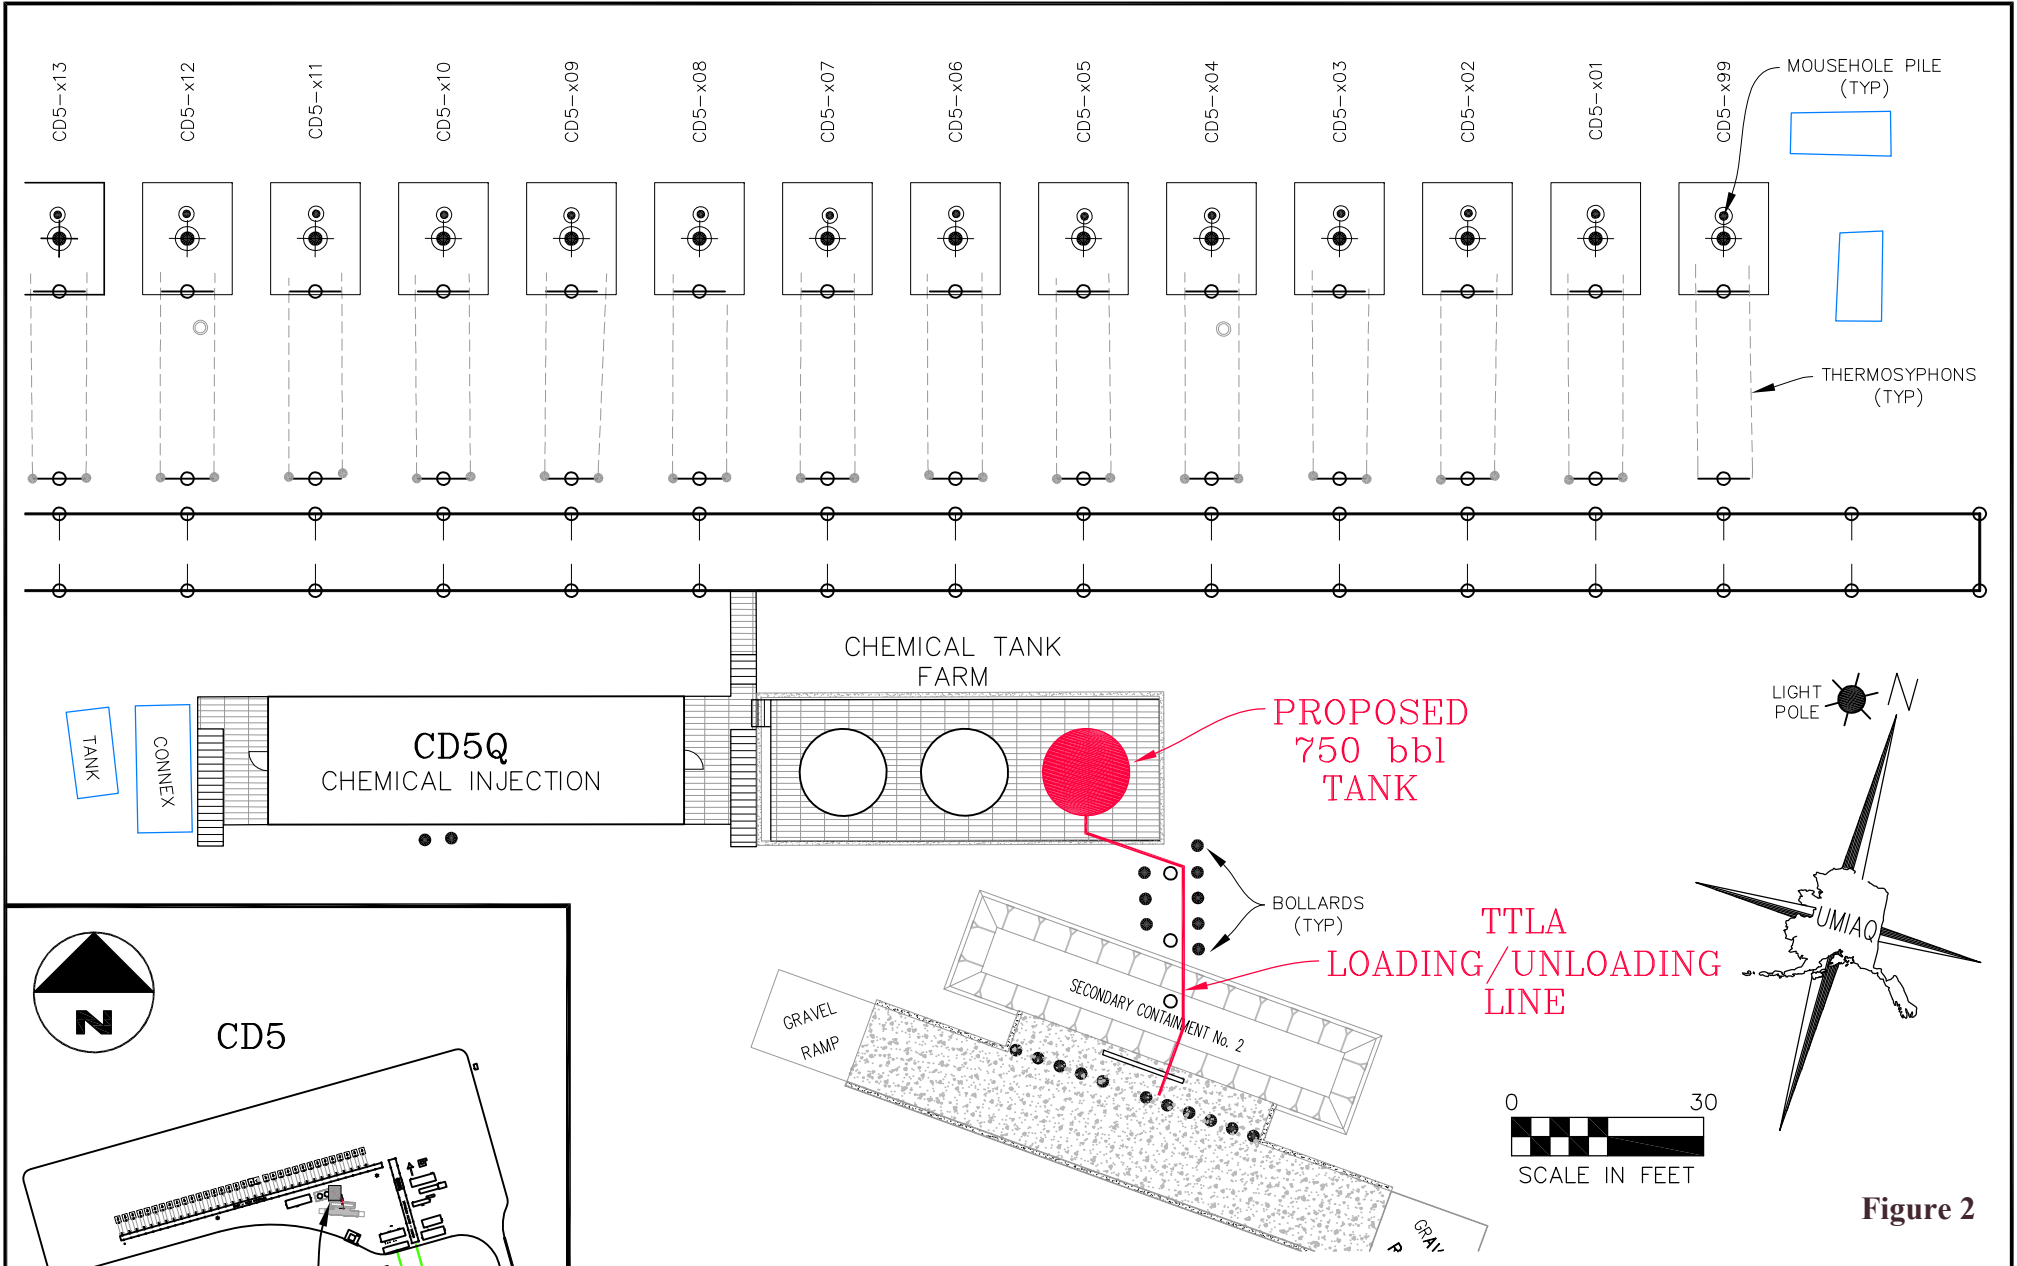 CD5-x13
CD5-x12
CD5-x11
CD5-x10
CD5-x09
CD5-x08
CD5-x07
CD5-x06
CD5-x05
CD5-x04
CD5-x03
CD5-x02
CD5-x01
CD5-x99
MOUSEHOLE PILE
(TYP)
THERMOSYPHONS
(TYP)
CHEMICAL TANK
FARM
TANK
CONNEX
CD5Q
CHEMICAL INJECTION
PROPOSED
750 bbl
TANK
LIGHT
POLE
N
UMIAQ
BOLLARDS
(TYP)
TTLA
LOADING/UNLOADING
LINE
SECONDARY CONTAINMENT No. 2
GRAVEL
RAMP
N
CD5
0 30
SCALE IN FEET
Figure 2